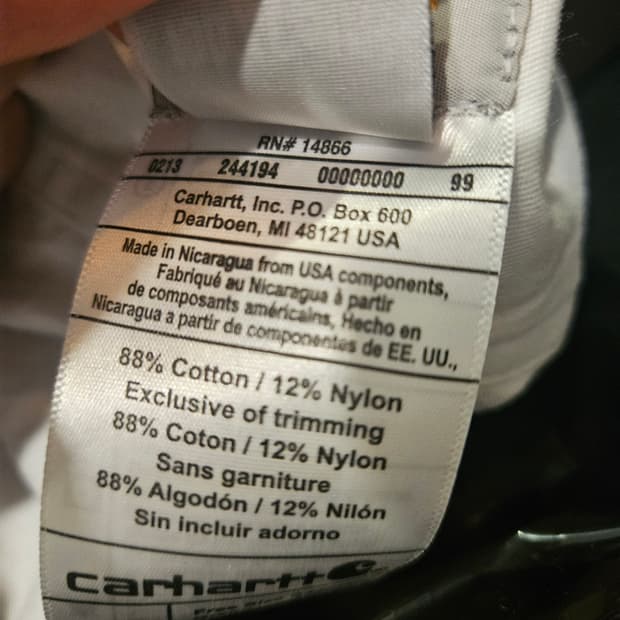 RN# 14866
0213 244194 00000000 99
Carhartt, Inc. P.O. Box 600
Dearboen, MI 48121 USA
Made in Nicaragua from USA components,
Fabriqué au Nicaragua à partir
de composants américains, Hecho en
Nicaragua a partir de componentes de EE. UU.,
88% Cotton / 12% Nylon
Exclusive of trimming
88% Coton / 12% Nylon
Sans garniture
88% Algodón / 12% Nilón
Sin incluir adorno
carhartt